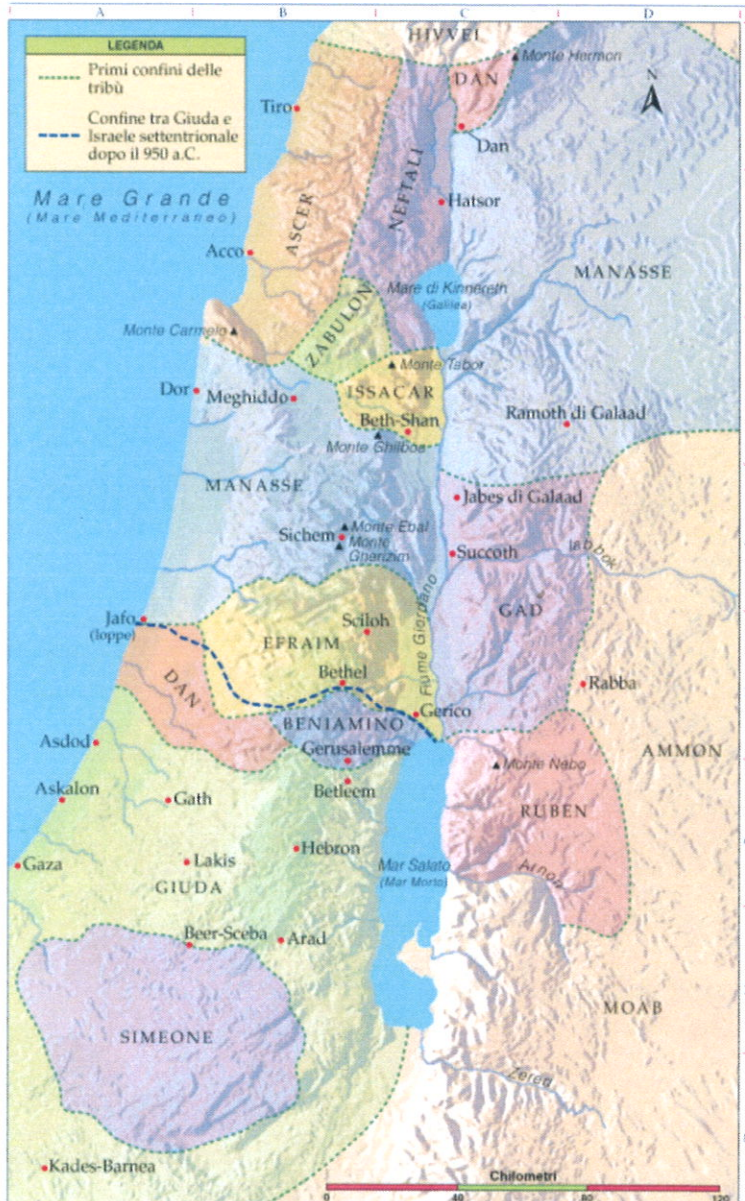 A B C D
LEGENDA
Primi confini delle
tribù
Confine tra Giuda e
Israele settentrionale
dopo il 950 a.C.
HIVVEI
Monte Hermon
DAN
N
Tiro
Dan
Mare Grande
(Mare Mediterraneo)
ASCER
NEFTALI
Hatsor
Acco
MANASSE
Mare di Kinnereth
(Galilea)
Monte Carmelo
ZABULON
Monte Tabor
Dor
Meghiddo
ISSACAR
Beth-Shan
Ramoth di Galaad
Monte Ghilboa
MANASSE
Jabes di Galaad
Sichem
Monte Ebal
Monte
Gherizim
Succoth
Iabbok
Fiume Giordano
GAD
Jafo
(Ioppe)
EFRAIM
Sciloh
Bethel
DAN
Rabba
BENIAMINO
Gerico
Asdod
Gerusalemme
Monte Nebo
AMMON
Askalon
Gath
Betleem
RUBEN
Hebron
Gaza
Lakis
Mar Salato
(Mar Morto)
Arnon
GIUDA
Beer-Sceba
Arad
SIMEONE
MOAB
Zered
Kades-Barnea
Chilometri
0 40 80 120